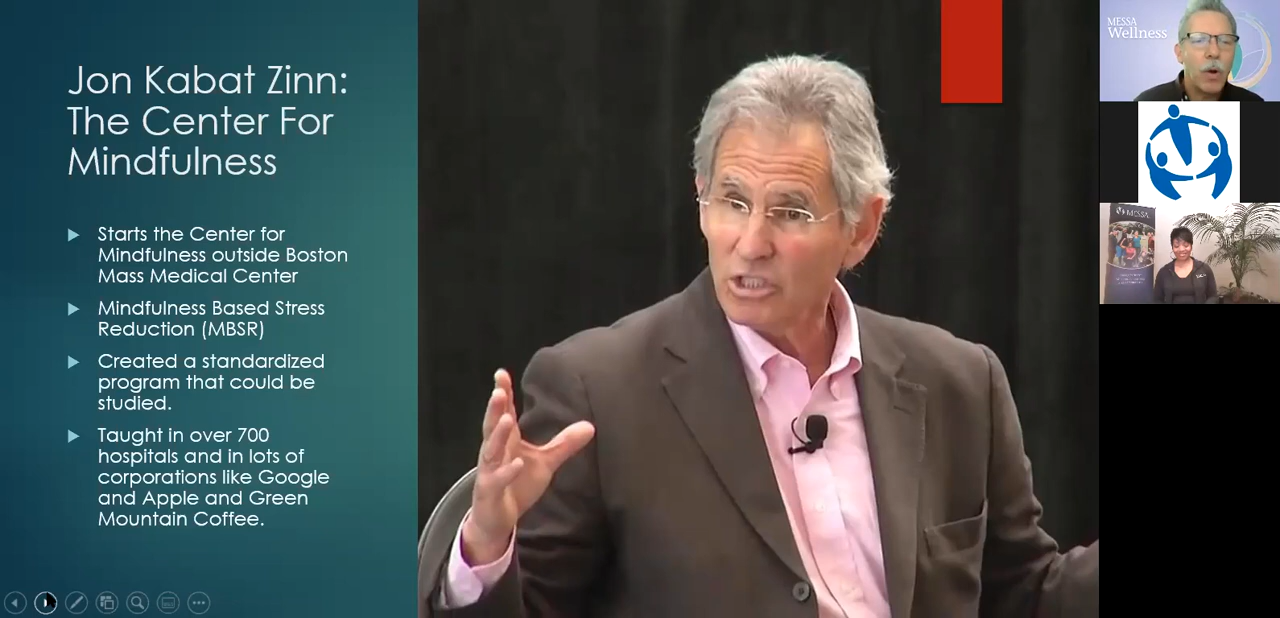 Jon Kabat Zinn:
The Center For
Mindfulness
Starts the Center for
Mindfulness outside Boston
Mass Medical Center
Mindfulness Based Stress
Reduction (MBSR)
Created a standardized
program that could be
studied.
Taught in over 700
hospitals and in lots of
corporations like Google
and Apple and Green
Mountain Coffee.
MESSA
Wellness
MESSA